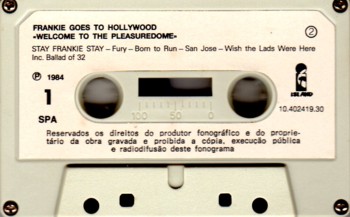 FRANKIE GOES TO HOLLYWOOD
«WELCOME TO THE PLEASUREDOME»
2
STAY FRANKIE STAY – Fury – Born to Run – San Jose – Wish the Lads Were Here
Inc. Ballad of 32
Ⓟ 1984
ISLAND
1
100 50 0
10.402419.30
SPA
Reservados os direitos do produtor fonográfico e do proprie-
tário da obra gravada e proibida a cópia, execução pública
e radiodifusão deste fonograma